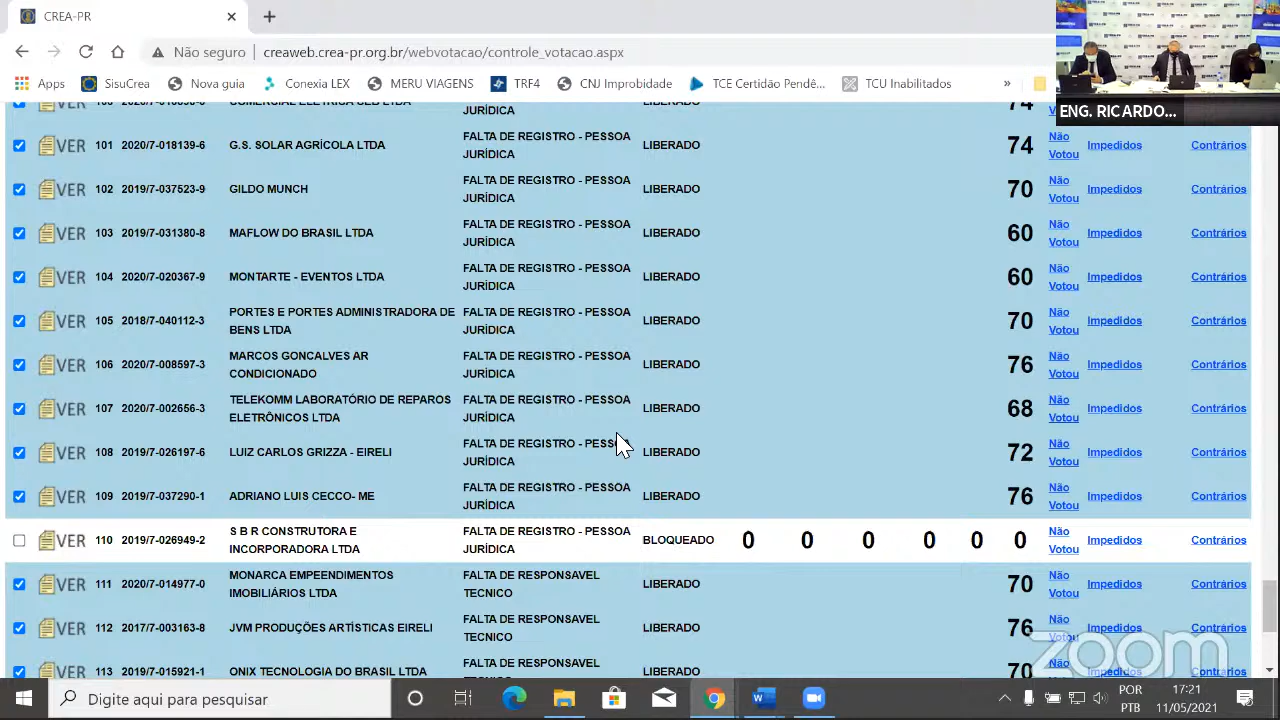 CREA-PR
Não seguro
creaweb.crea-p
.aspx
Apps
SisuCrea
Nova guia
Conexia LEX
CNJ Improbidade
TCU Inabilitados
ENG. RICARDO...
COMERCIAL ELETRICA
LTDA
JURÍDICA
LIBERADO
74
101 2020/7-018139-6 G.S. SOLAR AGRÍCOLA LTDA FALTA DE REGISTRO - PESSOA JURÍDICA LIBERADO 74 Não Votou Impedidos Contrários
VER
102 2019/7-037523-9 GILDO MUNCH FALTA DE REGISTRO - PESSOA JURÍDICA LIBERADO 70 Não Votou Impedidos Contrários
VER
103 2019/7-031380-8 MAFLOW DO BRASIL LTDA FALTA DE REGISTRO - PESSOA JURÍDICA LIBERADO 60 Não Votou Impedidos Contrários
VER
104 2020/7-020367-9 MONTARTE - EVENTOS LTDA FALTA DE REGISTRO - PESSOA JURÍDICA LIBERADO 60 Não Votou Impedidos Contrários
VER
105 2018/7-040112-3 PORTES E PORTES ADMINISTRADORA DE BENS LTDA FALTA DE REGISTRO - PESSOA JURÍDICA LIBERADO 70 Não Votou Impedidos Contrários
VER
106 2020/7-008597-3 MARCOS GONCALVES AR CONDICIONADO FALTA DE REGISTRO - PESSOA JURÍDICA LIBERADO 76 Não Votou Impedidos Contrários
VER
107 2020/7-002656-3 TELEKOMM LABORATÓRIO DE REPAROS ELETRÔNICOS LTDA FALTA DE REGISTRO - PESSOA JURÍDICA LIBERADO 68 Não Votou Impedidos Contrários
VER
108 2019/7-026197-6 LUIZ CARLOS GRIZZA - EIRELI FALTA DE REGISTRO - PESSOA JURÍDICA LIBERADO 72 Não Votou Impedidos Contrários
VER
109 2019/7-037290-1 ADRIANO LUIS CECCO- ME FALTA DE REGISTRO - PESSOA JURÍDICA LIBERADO 76 Não Votou Impedidos Contrários
VER
110 2019/7-026949-2 S B R CONSTRUTORA E INCORPORADORA LTDA FALTA DE REGISTRO - PESSOA JURÍDICA BLOQUEADO 0 0 0 0 0 0 Não Votou Impedidos Contrários
VER
111 2020/7-014977-0 MONARCA EMPEENDIMENTOS IMOBILIÁRIOS LTDA FALTA DE RESPONSAVEL TECNICO LIBERADO 70 Não Votou Impedidos Contrários
VER
112 2017/7-003163-8 JVM PRODUÇÕES ARTISTICAS EIRELI FALTA DE RESPONSAVEL TECNICO LIBERADO 76 Não Votou Impedidos Contrários
VER
113 2019/7-015921-1 ONIX TECNOLOGIA DO BRASIL LTDA FALTA DE RESPONSAVEL LIBERADO 70 Não Contrários
zoom
Digite aqui para pesquisar
POR
PTB
17:21
11/05/2021